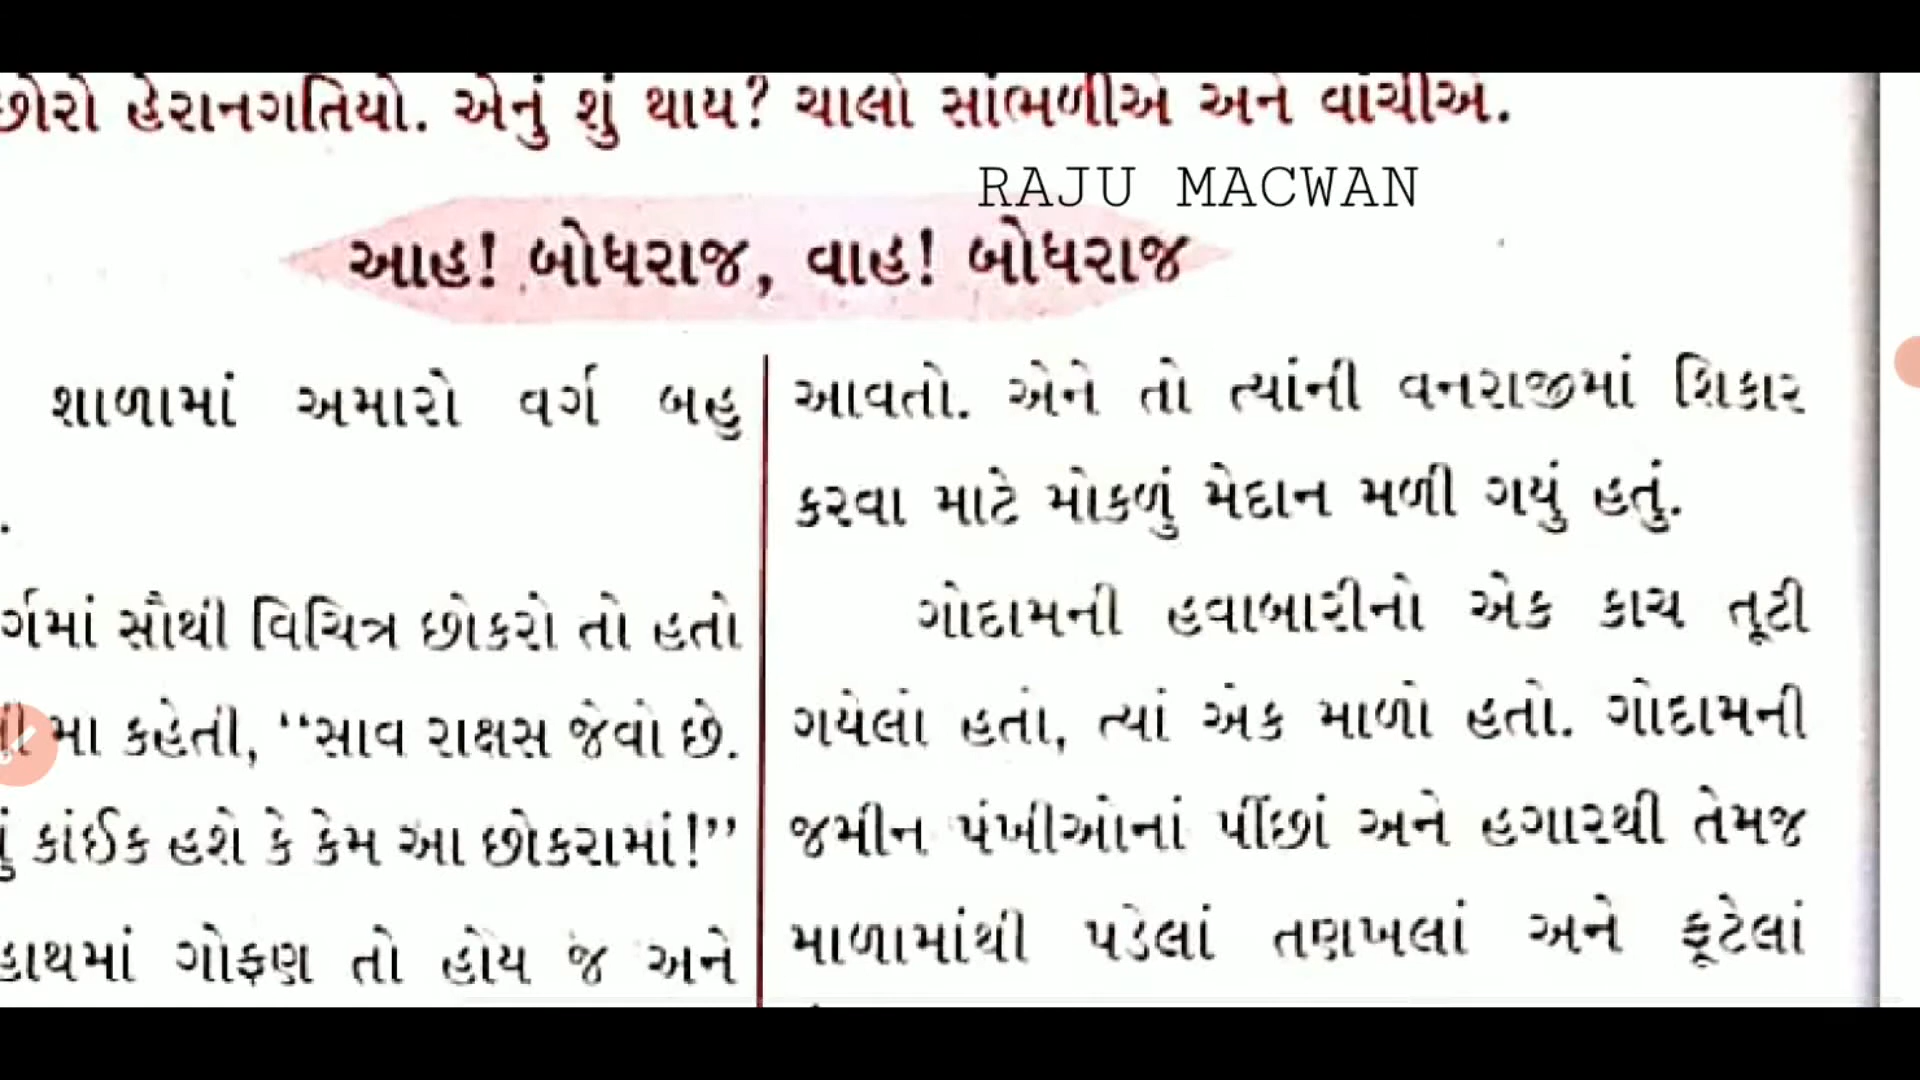 છોરો હેરાનગતિયો. એનું શું થાય? ચાલો સાંભળીએ અને વાંચીએ.
RAJU MACWAN
આહ! બોધરાજ, વાહ! બોધરાજ
શાળામાં અમારો વર્ગ બહુ
.
સૌથી વિચિત્ર છોકરો તો હતો
મા કહેતી, “સાવ રાક્ષસ જેવો છે.
કાંઈક હશે કે કેમ આ છોકરામાં!”
હાથમાં ગોફણ તો હોય જ અને
આવતો. એને તો ત્યાંની વનરાજીમાં શિકાર
કરવા માટે મોકળું મેદાન મળી ગયું હતું.
ગોદામની હવાબારીનો એક કાચ તૂટી
ગયેલો હતો, ત્યાં એક માળો હતો. ગોદામની
જમીન પંખીઓનાં પીંછાં અને હગારથી તેમજ
માળામાંથી પડેલાં તણખલાં અને ફૂટેલાં